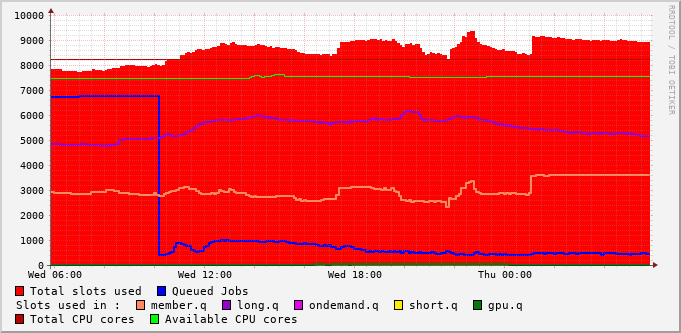 10000
9000
8000
7000
6000
5000
4000
3000
2000
1000
0
Wed 06:00 Wed 12:00 Wed 18:00 Thu 00:00
RRDTOOL / TOBI OETIKER
Total slots used Queued Jobs
Slots used in : member.q long.q ondemand.q short.q gpu.q
Total CPU cores Available CPU cores